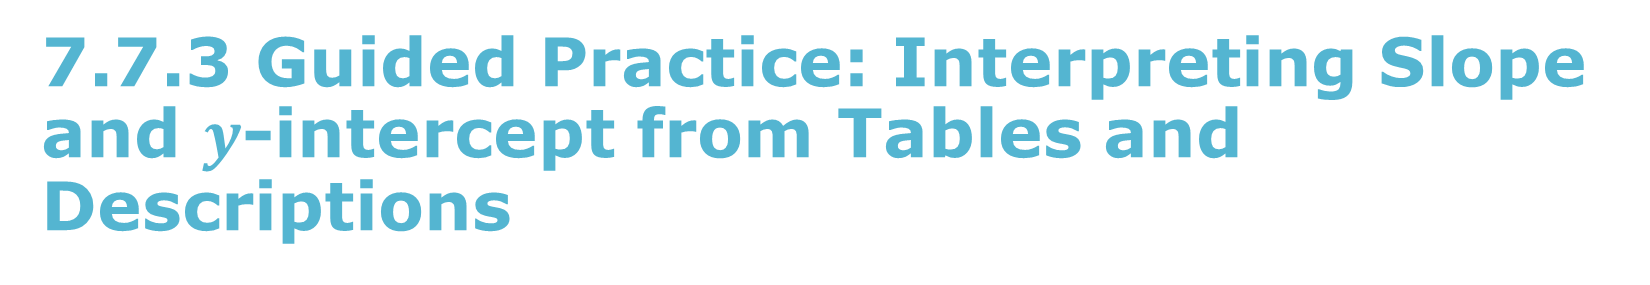 7.7.3 Guided Practice: Interpreting Slope
and y-intercept from Tables and
Descriptions